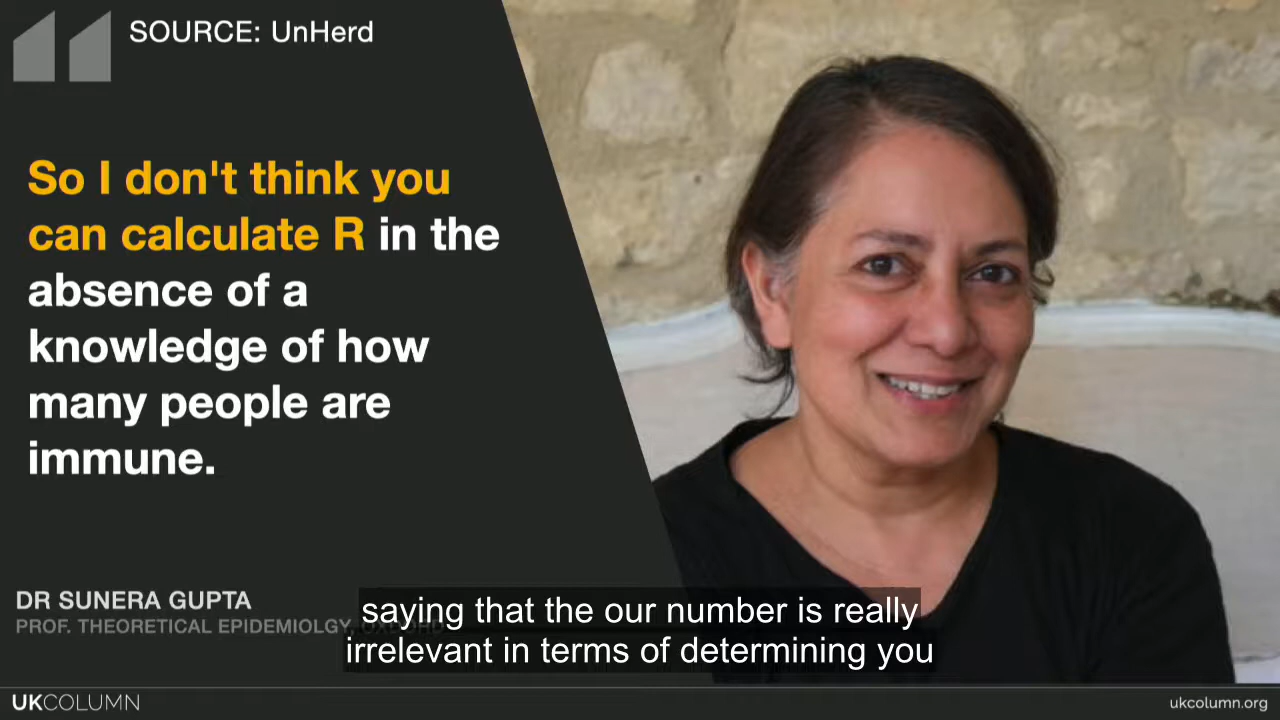 SOURCE: UnHerd
So I don't think you
can calculate R in the
absence of a
knowledge of how
many people are
immune.
DR SUNERA GUPTA
PROF. THEORETICAL EPIDEMIOLGY, OXFORD
saying that the our number is really
irrelevant in terms of determining you
UKCOLUMN
ukcolumn.org